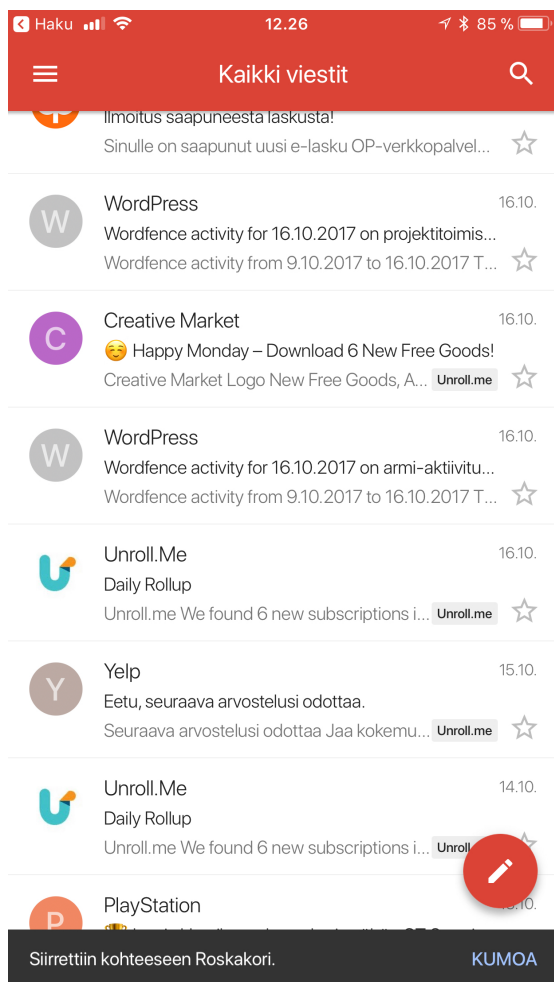 Haku
12.26
85 %
Kaikki viestit
Ilmoitus saapuneesta laskusta!
Sinulle on saapunut uusi e-lasku OP-verkkopalvel...
W
WordPress
16.10.
Wordfence activity for 16.10.2017 on projektitoimis...
Wordfence activity from 9.10.2017 to 16.10.2017 T...
C
Creative Market
16.10.
Happy Monday – Download 6 New Free Goods!
Creative Market Logo New Free Goods, A... Unroll.me
W
WordPress
16.10.
Wordfence activity for 16.10.2017 on armi-aktiivitu...
Wordfence activity from 9.10.2017 to 16.10.2017 T...
Unroll.Me
16.10.
Daily Rollup
Unroll.me We found 6 new subscriptions i... Unroll.me
Y
Yelp
15.10.
Eetu, seuraava arvostelusi odottaa.
Seuraava arvostelusi odottaa Jaa kokemu... Unroll.me
Unroll.Me
14.10.
Daily Rollup
Unroll.me We found 6 new subscriptions i... Unroll
P
PlayStation
Siirrettiin kohteeseen Roskakori.
KUMOA